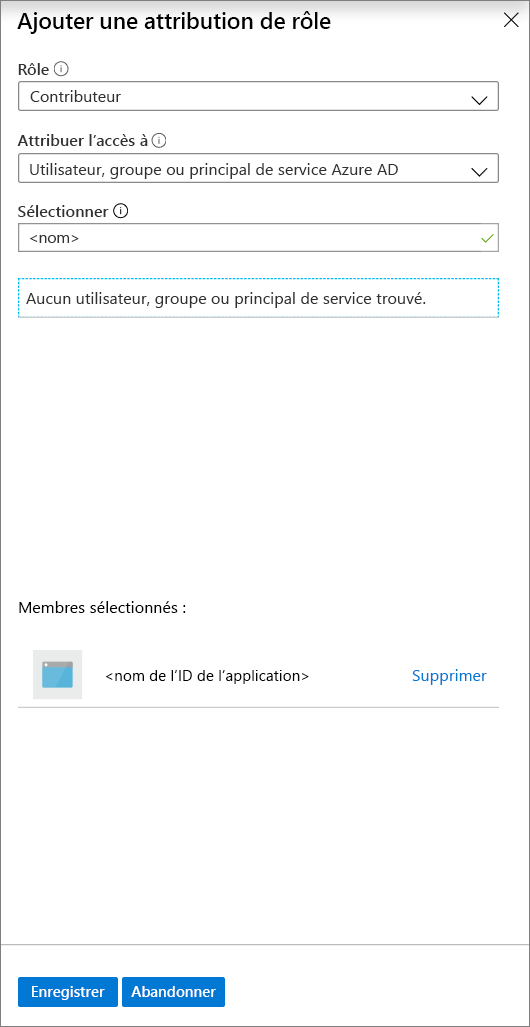 Ajouter une attribution de rôle
Rôle
Contributeur
Attribuer l’accès à
Utilisateur, groupe ou principal de service Azure AD
Sélectionner
<nom>
Aucun utilisateur, groupe ou principal de service trouvé.
Membres sélectionnés :
<nom de l’ID de l’application> Supprimer
Enregistrer Abandonner